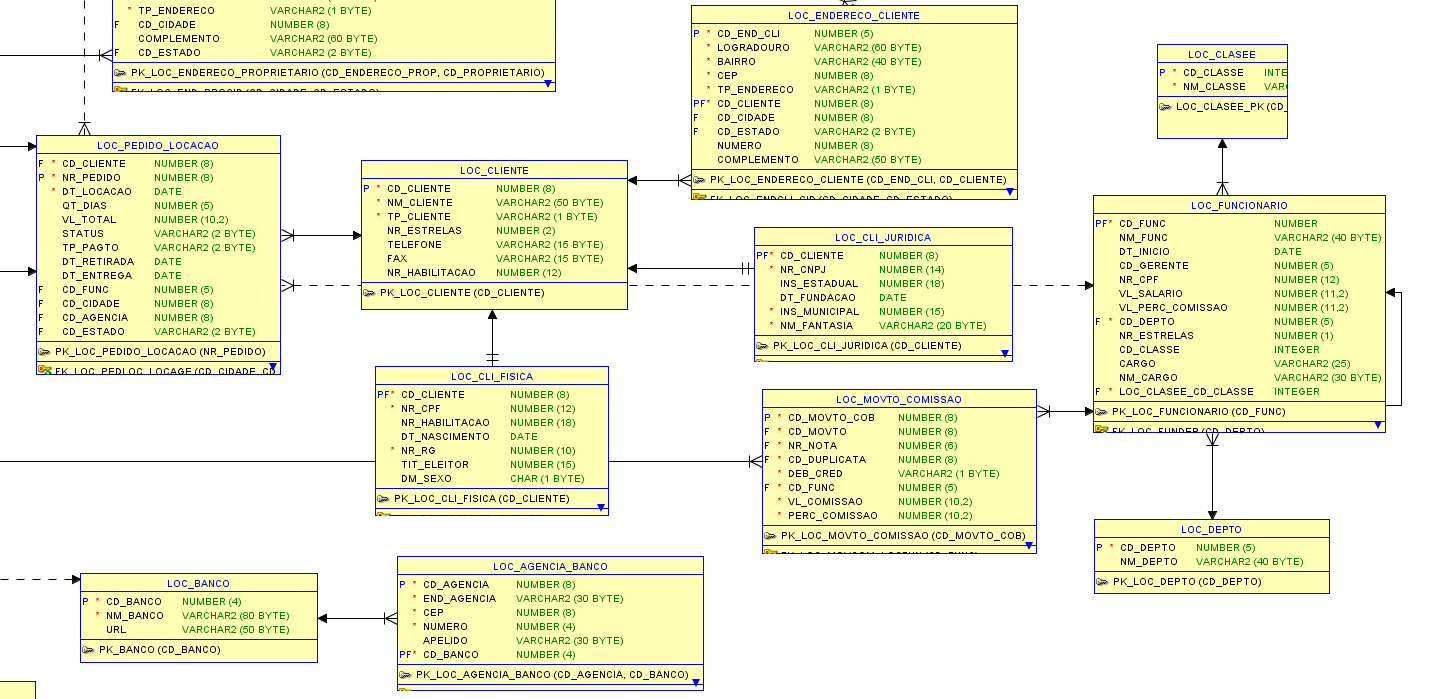 * TP_ENDERECO VARCHAR2 (1 BYTE)
F CD_CIDADE NUMBER (8)
COMPLEMENTO VARCHAR2 (60 BYTE)
F CD_ESTADO VARCHAR2 (2 BYTE)
PK_LOC_ENDERECO_PROPRIETARIO (CD_ENDERECO_PROP, CD_PROPRIETARIO)
LOC_ENDERECO_CLIENTE
P * CD_END_CLI NUMBER (5)
* LOGRADOURO VARCHAR2 (60 BYTE)
* BAIRRO VARCHAR2 (40 BYTE)
* CEP NUMBER (8)
* TP_ENDERECO VARCHAR2 (1 BYTE)
PF* CD_CLIENTE NUMBER (8)
F CD_CIDADE NUMBER (8)
F CD_ESTADO VARCHAR2 (2 BYTE)
NUMERO NUMBER (8)
COMPLEMENTO VARCHAR2 (50 BYTE)
PK_LOC_ENDERECO_CLIENTE (CD_END_CLI, CD_CLIENTE)
LOC_CLASEE
P * CD_CLASSE INTE
* NM_CLASSE VAR
LOC_CLASEE_PK (CD_
LOC_PEDIDO_LOCACAO
F * CD_CLIENTE NUMBER (8)
P * NR_PEDIDO NUMBER (8)
* DT_LOCACAO DATE
QT_DIAS NUMBER (5)
VL_TOTAL NUMBER (10,2)
STATUS VARCHAR2 (2 BYTE)
TP_PAGTO VARCHAR2 (2 BYTE)
DT_RETIRADA DATE
DT_ENTREGA DATE
F CD_FUNC NUMBER (5)
F CD_CIDADE NUMBER (8)
F CD_AGENCIA NUMBER (8)
F CD_ESTADO VARCHAR2 (2 BYTE)
PK_LOC_PEDIDO_LOCACAO (NR_PEDIDO)
LOC_CLIENTE
P * CD_CLIENTE NUMBER (8)
* NM_CLIENTE VARCHAR2 (50 BYTE)
* TP_CLIENTE VARCHAR2 (1 BYTE)
NR_ESTRELAS NUMBER (2)
TELEFONE VARCHAR2 (15 BYTE)
FAX VARCHAR2 (15 BYTE)
NR_HABILITACAO NUMBER (12)
PK_LOC_CLIENTE (CD_CLIENTE)
LOC_CLI_JURIDICA
PF* CD_CLIENTE NUMBER (8)
* NR_CNPJ NUMBER (14)
INS_ESTADUAL NUMBER (18)
DT_FUNDACAO DATE
* INS_MUNICIPAL NUMBER (15)
* NM_FANTASIA VARCHAR2 (20 BYTE)
PK_LOC_CLI_JURIDICA (CD_CLIENTE)
LOC_FUNCIONARIO
PF* CD_FUNC NUMBER
NM_FUNC VARCHAR2 (40 BYTE)
DT_INICIO DATE
CD_GERENTE NUMBER (5)
NR_CPF NUMBER (12)
VL_SALARIO NUMBER (11,2)
VL_PERC_COMISSAO NUMBER (11,2)
F * CD_DEPTO NUMBER (5)
NR_ESTRELAS NUMBER (1)
CD_CLASSE INTEGER
CARGO VARCHAR2 (25)
NM_CARGO VARCHAR2 (30 BYTE)
F * LOC_CLASEE_CD_CLASSE INTEGER
PK_LOC_FUNCIONARIO (CD_FUNC)
LOC_CLI_FISICA
PF* CD_CLIENTE NUMBER (8)
* NR_CPF NUMBER (12)
NR_HABILITACAO NUMBER (18)
DT_NASCIMENTO DATE
* NR_RG NUMBER (10)
TIT_ELEITOR NUMBER (15)
DM_SEXO CHAR (1 BYTE)
PK_LOC_CLI_FISICA (CD_CLIENTE)
LOC_MOVTO_COMISSAO
P * CD_MOVTO_COB NUMBER (8)
F * CD_MOVTO NUMBER (8)
F * NR_NOTA NUMBER (6)
F * CD_DUPLICATA NUMBER (8)
* DEB_CRED VARCHAR2 (1 BYTE)
F * CD_FUNC NUMBER (5)
* VL_COMISSAO NUMBER (10,2)
* PERC_COMISSAO NUMBER (10,2)
PK_LOC_MOVTO_COMISSAO (CD_MOVTO_COB)
LOC_DEPTO
P * CD_DEPTO NUMBER (5)
NM_DEPTO VARCHAR2 (40 BYTE)
PK_LOC_DEPTO (CD_DEPTO)
LOC_BANCO
P * CD_BANCO NUMBER (4)
* NM_BANCO VARCHAR2 (80 BYTE)
URL VARCHAR2 (50 BYTE)
PK_BANCO (CD_BANCO)
LOC_AGENCIA_BANCO
P * CD_AGENCIA NUMBER (8)
* END_AGENCIA VARCHAR2 (30 BYTE)
* CEP NUMBER (8)
* NUMERO NUMBER (4)
APELIDO VARCHAR2 (30 BYTE)
PF* CD_BANCO NUMBER (4)
PK_LOC_AGENCIA_BANCO (CD_AGENCIA, CD_BANCO)